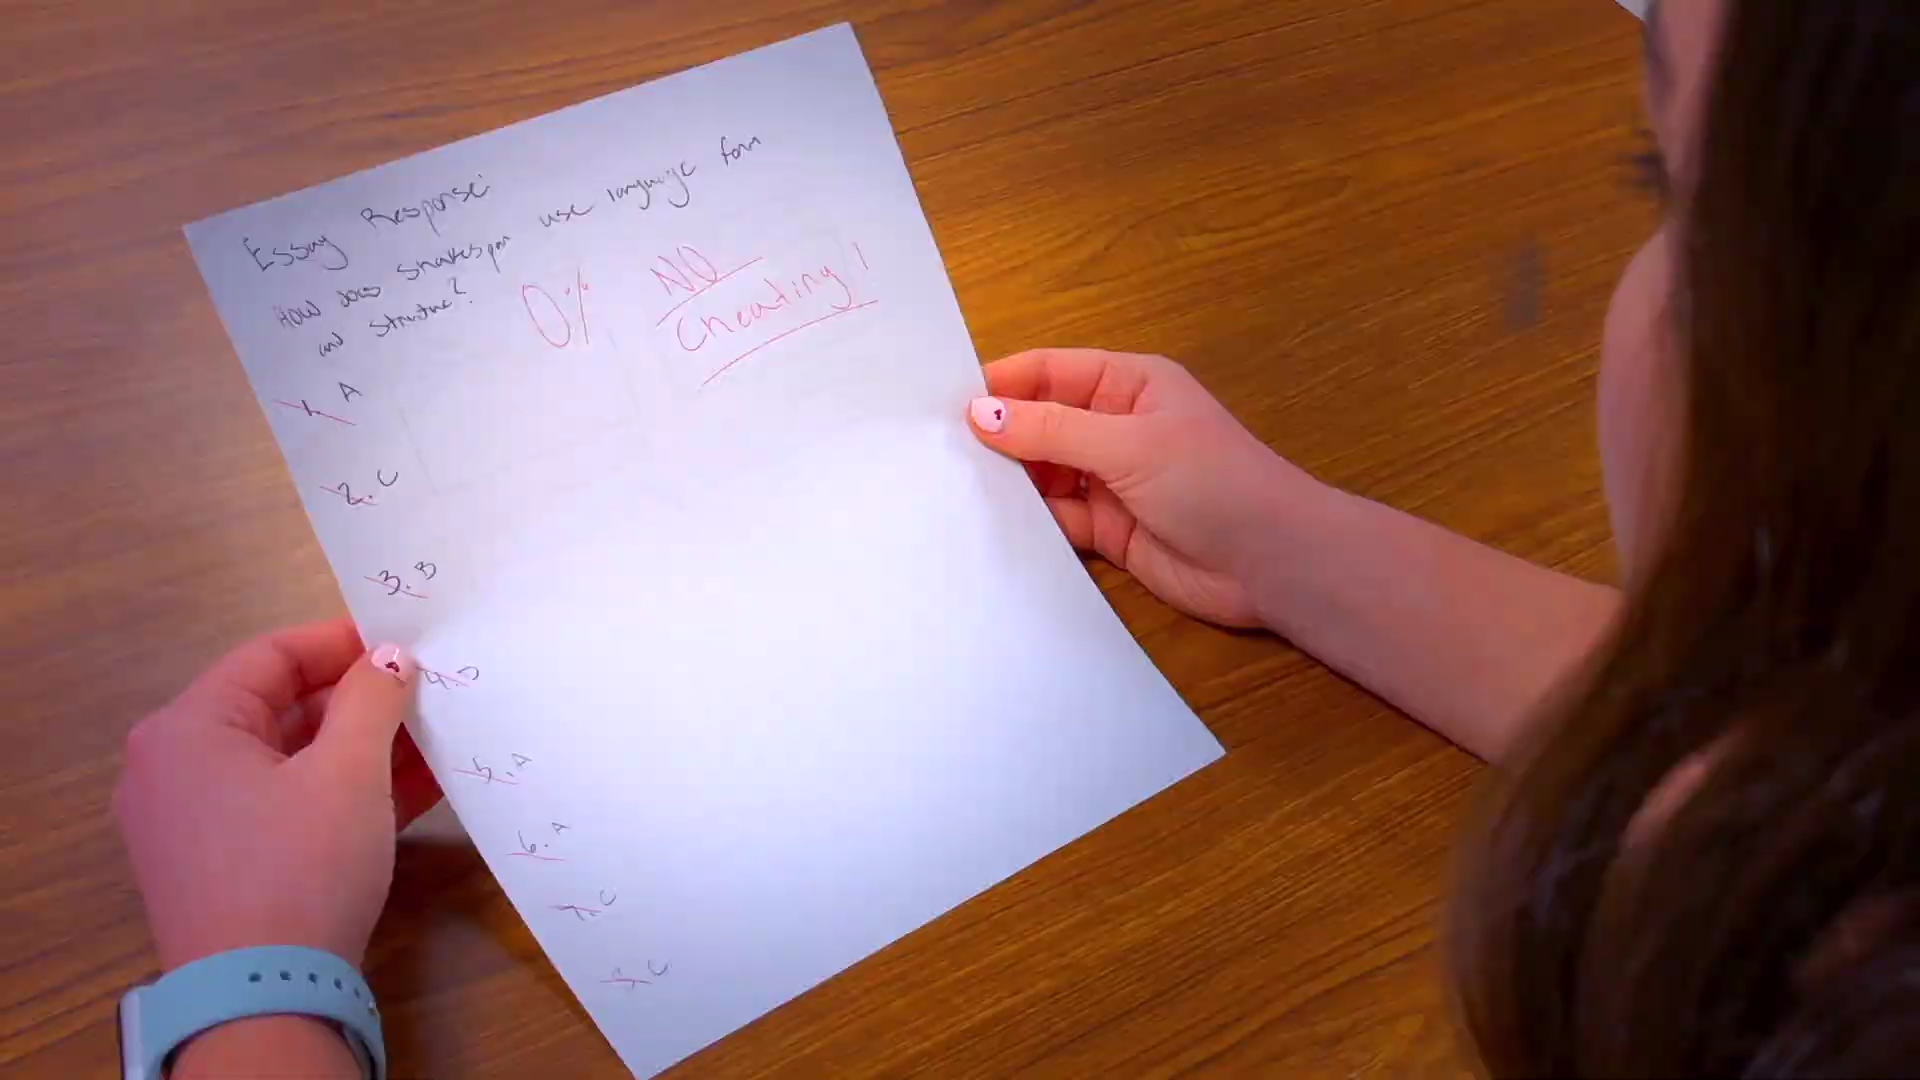 Essay Response:
How does Shakespear use language form
and structure?
0%
NO
Cheating!
1. A
2. C
3. B
4. D
5. A
6. A
7. C
8. C